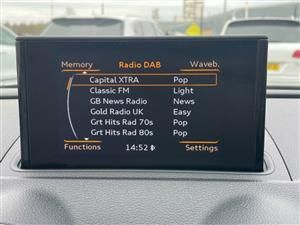 Memory Radio DAB Waveb.
Capital XTRA Pop
Classic FM Light
GB News Radio News
Gold Radio UK Easy
Grt Hits Rad 70s Pop
Grt Hits Rad 80s Pop
Functions 14:52 Settings